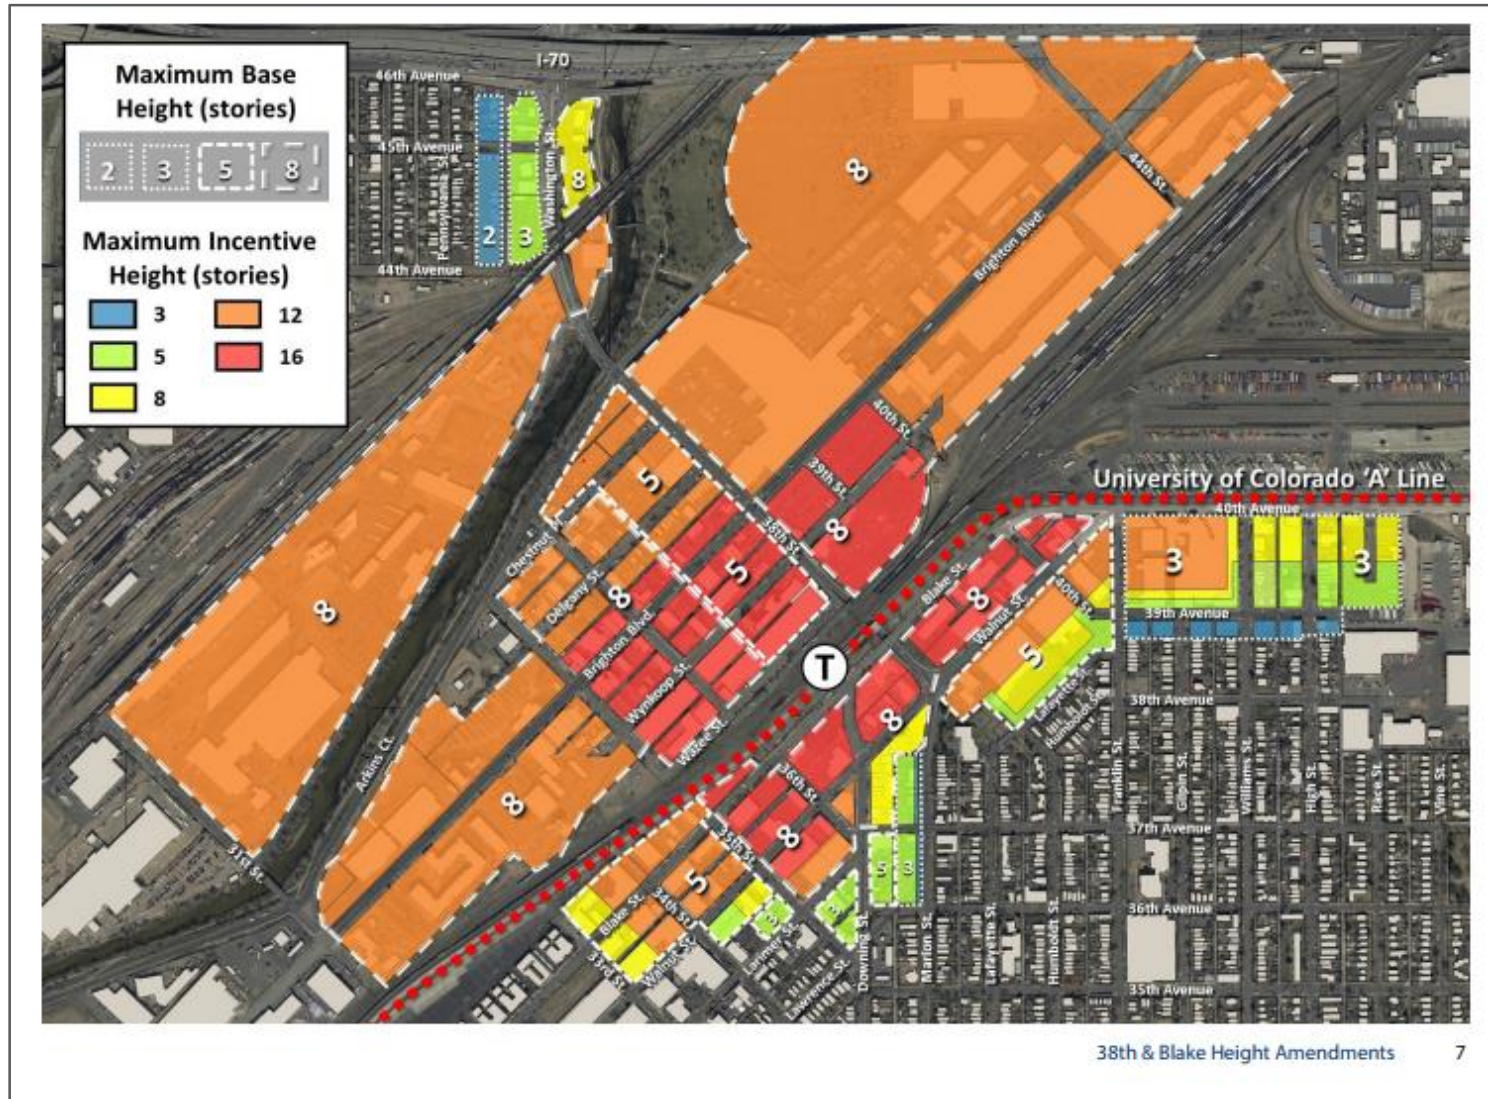 Maximum Base
Height (stories)
2 3 5 8
Maximum Incentive
Height (stories)
3 12
5 16
8
I-70
46th Avenue
45th Avenue
44th Avenue
Pennsylvania St.
Washington St.
2
3
8
8
44th St.
Brighton Blvd.
8
40th St.
39th St.
38th St.
8
5
5
8
Chestnut
Delgany St.
Brighton Blvd.
Wynkoop St.
Wazee St.
Arkins Ct.
31st St.
8
University of Colorado 'A' Line
40th Avenue
3
3
39th Avenue
Blake St.
8
Walnut St.
40th St.
5
T
Lafayette St.
Humboldt St.
38th Avenue
8
36th St.
8
35th St.
5
34th St.
Blake St.
33rd St.
Walnut St.
3
Larimer St.
3
Lawrence St.
5
3
Downing St.
Marion St.
Lafayette St.
Humboldt St.
Franklin St.
Gilpin St.
Williams St.
High St.
Race St.
Vine St.
37th Avenue
36th Avenue
35th Avenue
38th & Blake Height Amendments 7